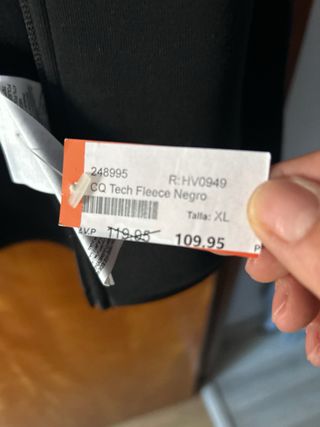 248995 R:HV0949
CQ Tech Fleece Negro
Talla: XL
A.V.P 119.95 109.95 P